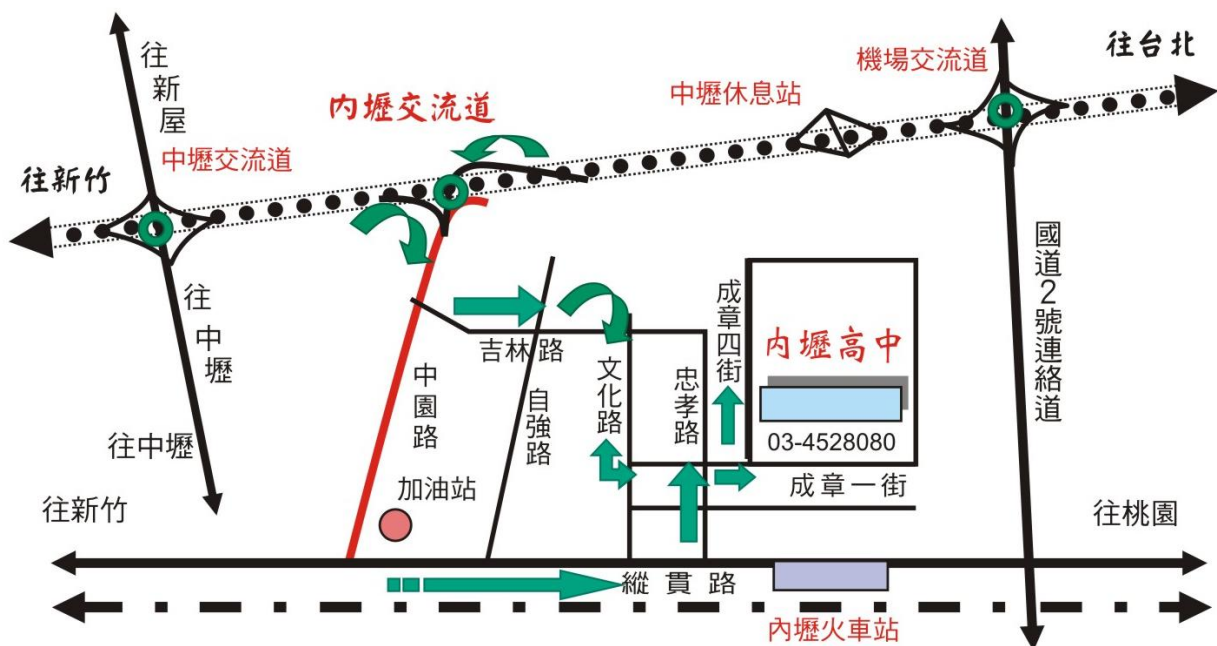 往新屋
往台北
機場交流道
中壢休息站
內壢交流道
中壢交流道
往新竹
國道2號連絡道
往中壢
成章四街
內壢高中
吉林路
文化路
忠孝路
中園路
自強路
03-4528080
往中壢
成章一街
加油站
往新竹
往桃園
縱貫路
內壢火車站